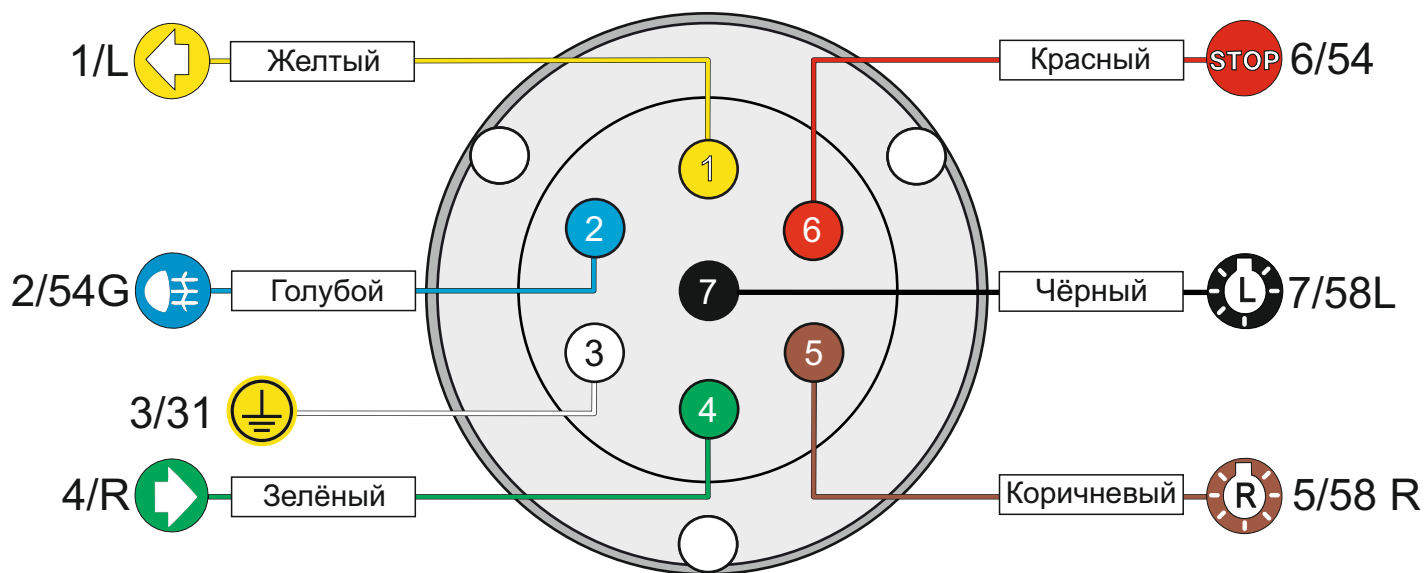 1/L Желтый Красный STOP 6/54
1
2 6
2/54G Голубой 7 Чёрный L 7/58L
3 5
3/31 4
4/R Зелёный Коричневый R 5/58 R